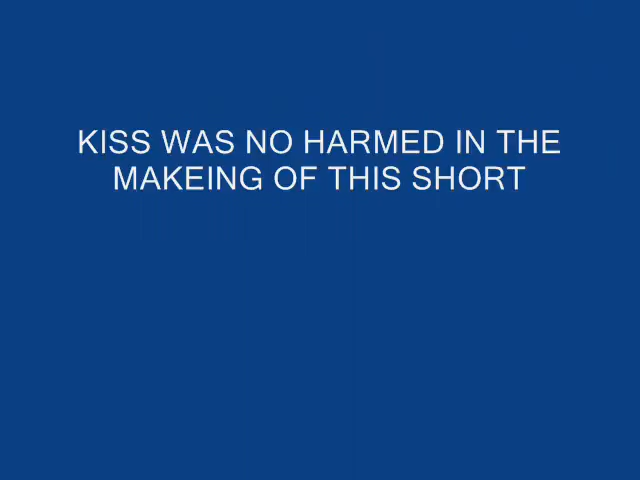 KISS WAS NO HARMED IN THE
MAKEING OF THIS SHORT